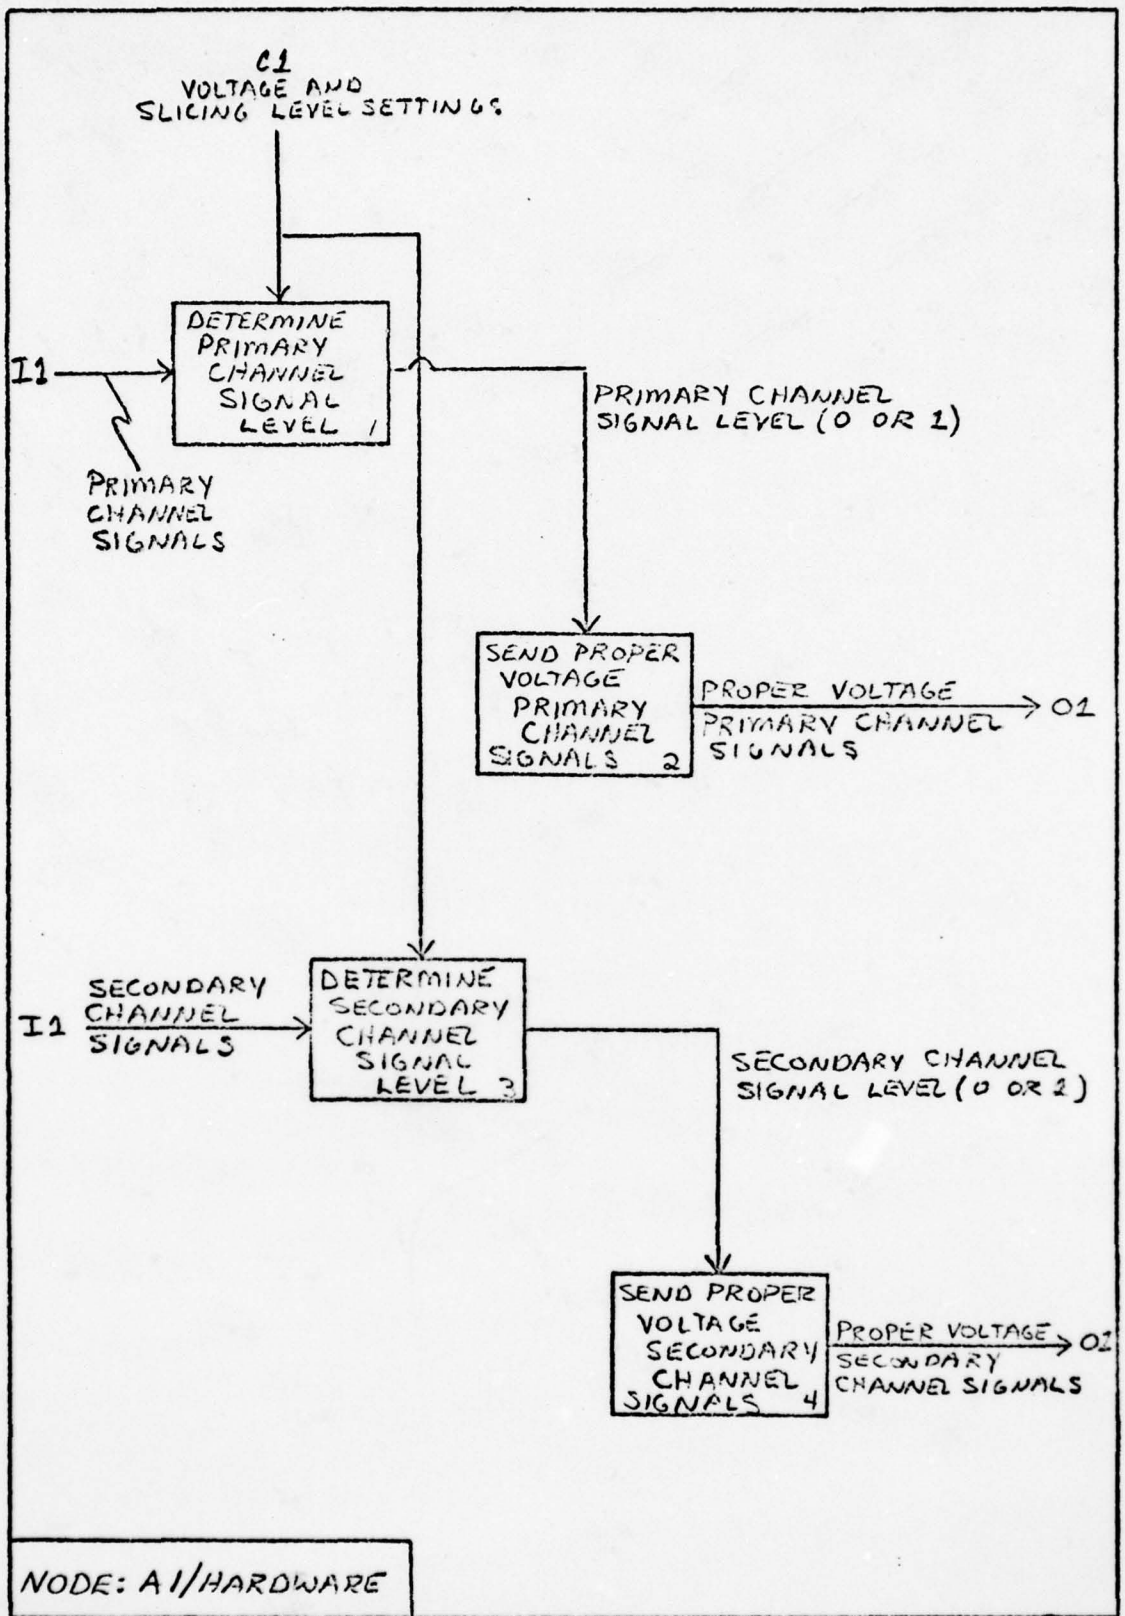 C1
VOLTAGE AND
SLICING LEVEL SETTINGS
DETERMINE
PRIMARY
CHANNEL
SIGNAL
LEVEL 1
I1
PRIMARY
CHANNEL
SIGNALS
PRIMARY CHANNEL
SIGNAL LEVEL (0 OR 1)
SEND PROPER
VOLTAGE
PRIMARY
CHANNEL
SIGNALS 2
PROPER VOLTAGE
PRIMARY CHANNEL
SIGNALS
O1
I1
SECONDARY
CHANNEL
SIGNALS
DETERMINE
SECONDARY
CHANNEL
SIGNAL
LEVEL 3
SECONDARY CHANNEL
SIGNAL LEVEL (0 OR 1)
SEND PROPER
VOLTAGE
SECONDARY
CHANNEL
SIGNALS 4
PROPER VOLTAGE
SECONDARY
CHANNEL SIGNALS
O1
NODE: A1/HARDWARE